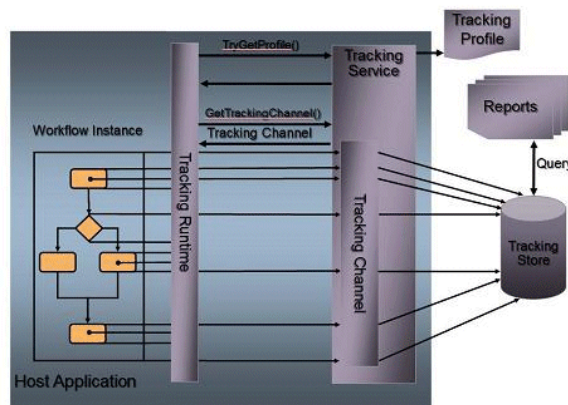 TryGetProfile()
Tracking
Service
Tracking
Profile
Reports
GetTrackingChannel()
Tracking Channel
Workflow Instance
Query
Tracking Runtime
Tracking Channel
Tracking
Store
Host Application